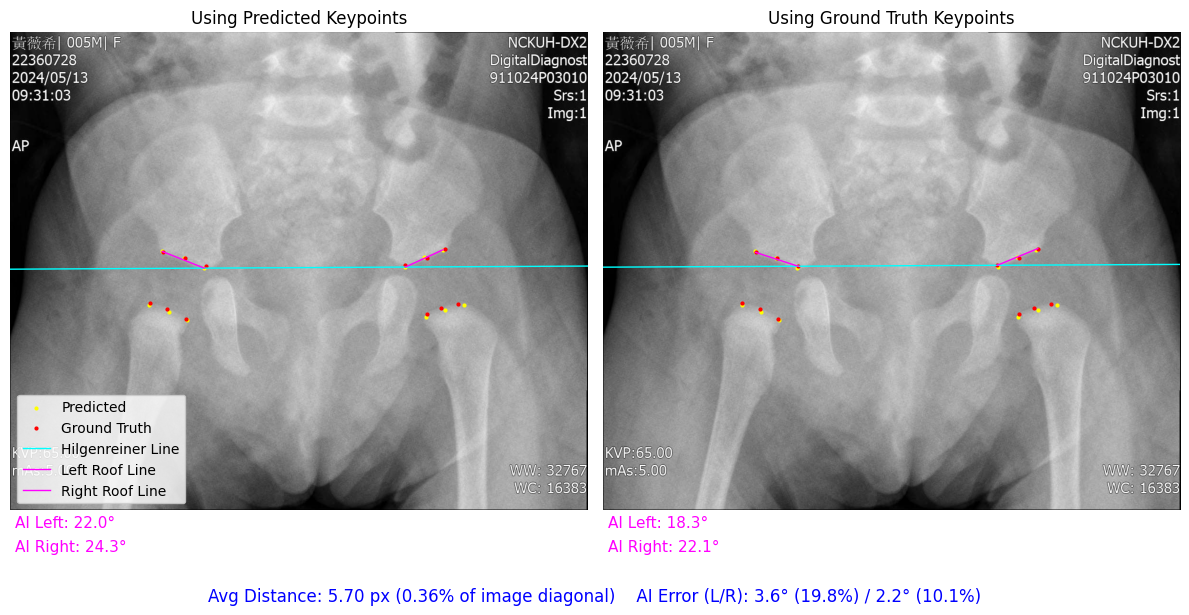 Using Predicted Keypoints
黃薇希| 005M| F
22360728
2024/05/13
09:31:03
AP
NCKUH-DX2
DigitalDiagnost
911024P03010
Srs:1
Img:1
Predicted
Ground Truth
Hilgenreiner Line
Left Roof Line
Right Roof Line
WW: 32767
WC: 16383
AI Left: 22.0°
AI Right: 24.3°
Using Ground Truth Keypoints
黃薇希| 005M| F
22360728
2024/05/13
09:31:03
AP
NCKUH-DX2
DigitalDiagnost
911024P03010
Srs:1
Img:1
KVP:65.00
mAs:5.00
WW: 32767
WC: 16383
AI Left: 18.3°
AI Right: 22.1°
Avg Distance: 5.70 px (0.36% of image diagonal) AI Error (L/R): 3.6° (19.8%) / 2.2° (10.1%)